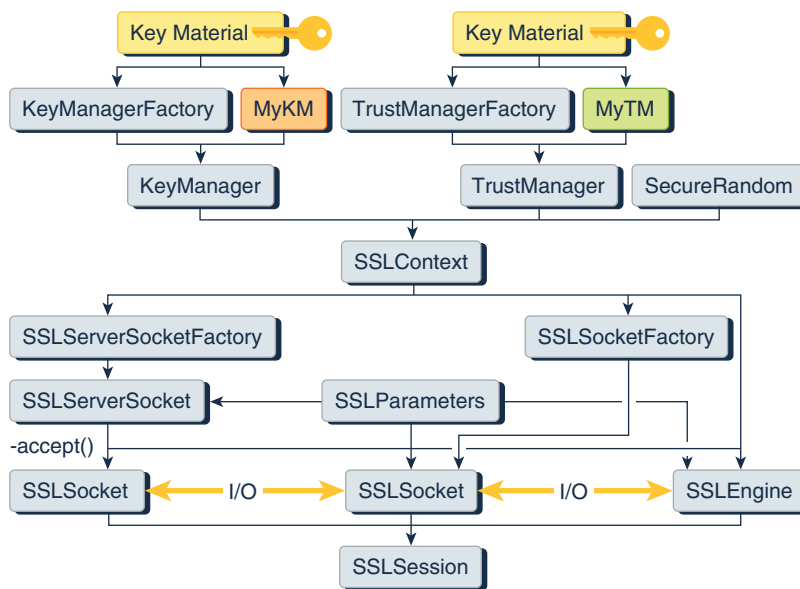 Key Material
Key Material
KeyManagerFactory
MyKM
TrustManagerFactory
MyTM
KeyManager
TrustManager
SecureRandom
SSLContext
SSLServerSocketFactory
SSLSocketFactory
SSLServerSocket
SSLParameters
-accept()
SSLSocket
I/O
SSLSocket
I/O
SSLEngine
SSLSession